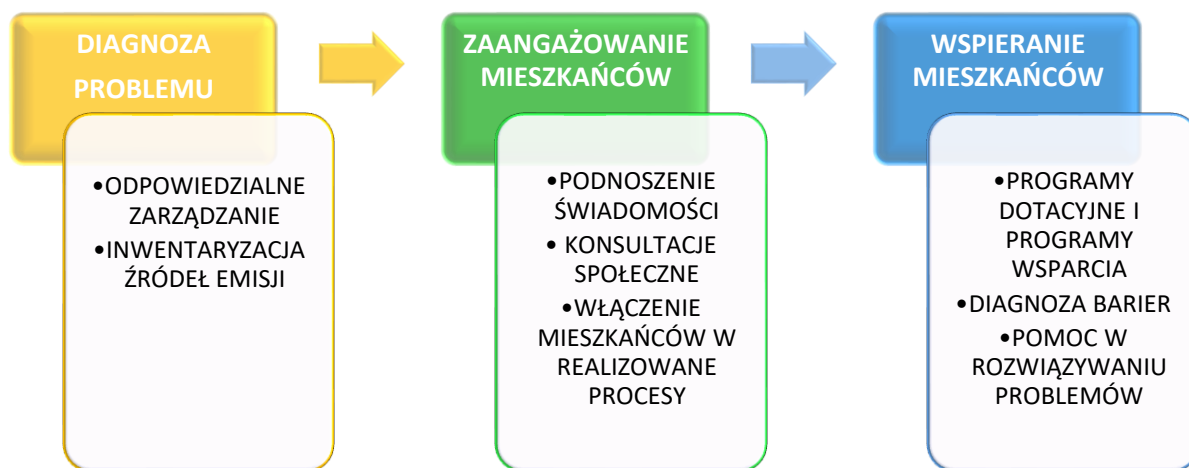 DIAGNOZA
PROBLEMU
•ODPOWIEDZIALNE
ZARZĄDZANIE
•INWENTARYZACJA
ŹRÓDEŁ EMISJI
ZAANGAŻOWANIE
MIESZKAŃCÓW
•PODNOSZENIE
ŚWIADOMOŚCI
• KONSULTACJE
SPOŁECZNE
•WŁĄCZENIE
MIESZKAŃCÓW W
REALIZOWANE
PROCESY
WSPIERANIE
MIESZKAŃCÓW
•PROGRAMY
DOTACYJNE I
PROGRAMY
WSPARCIA
•DIAGNOZA BARIER
•POMOC W
ROZWIĄZYWANIU
PROBLEMÓW